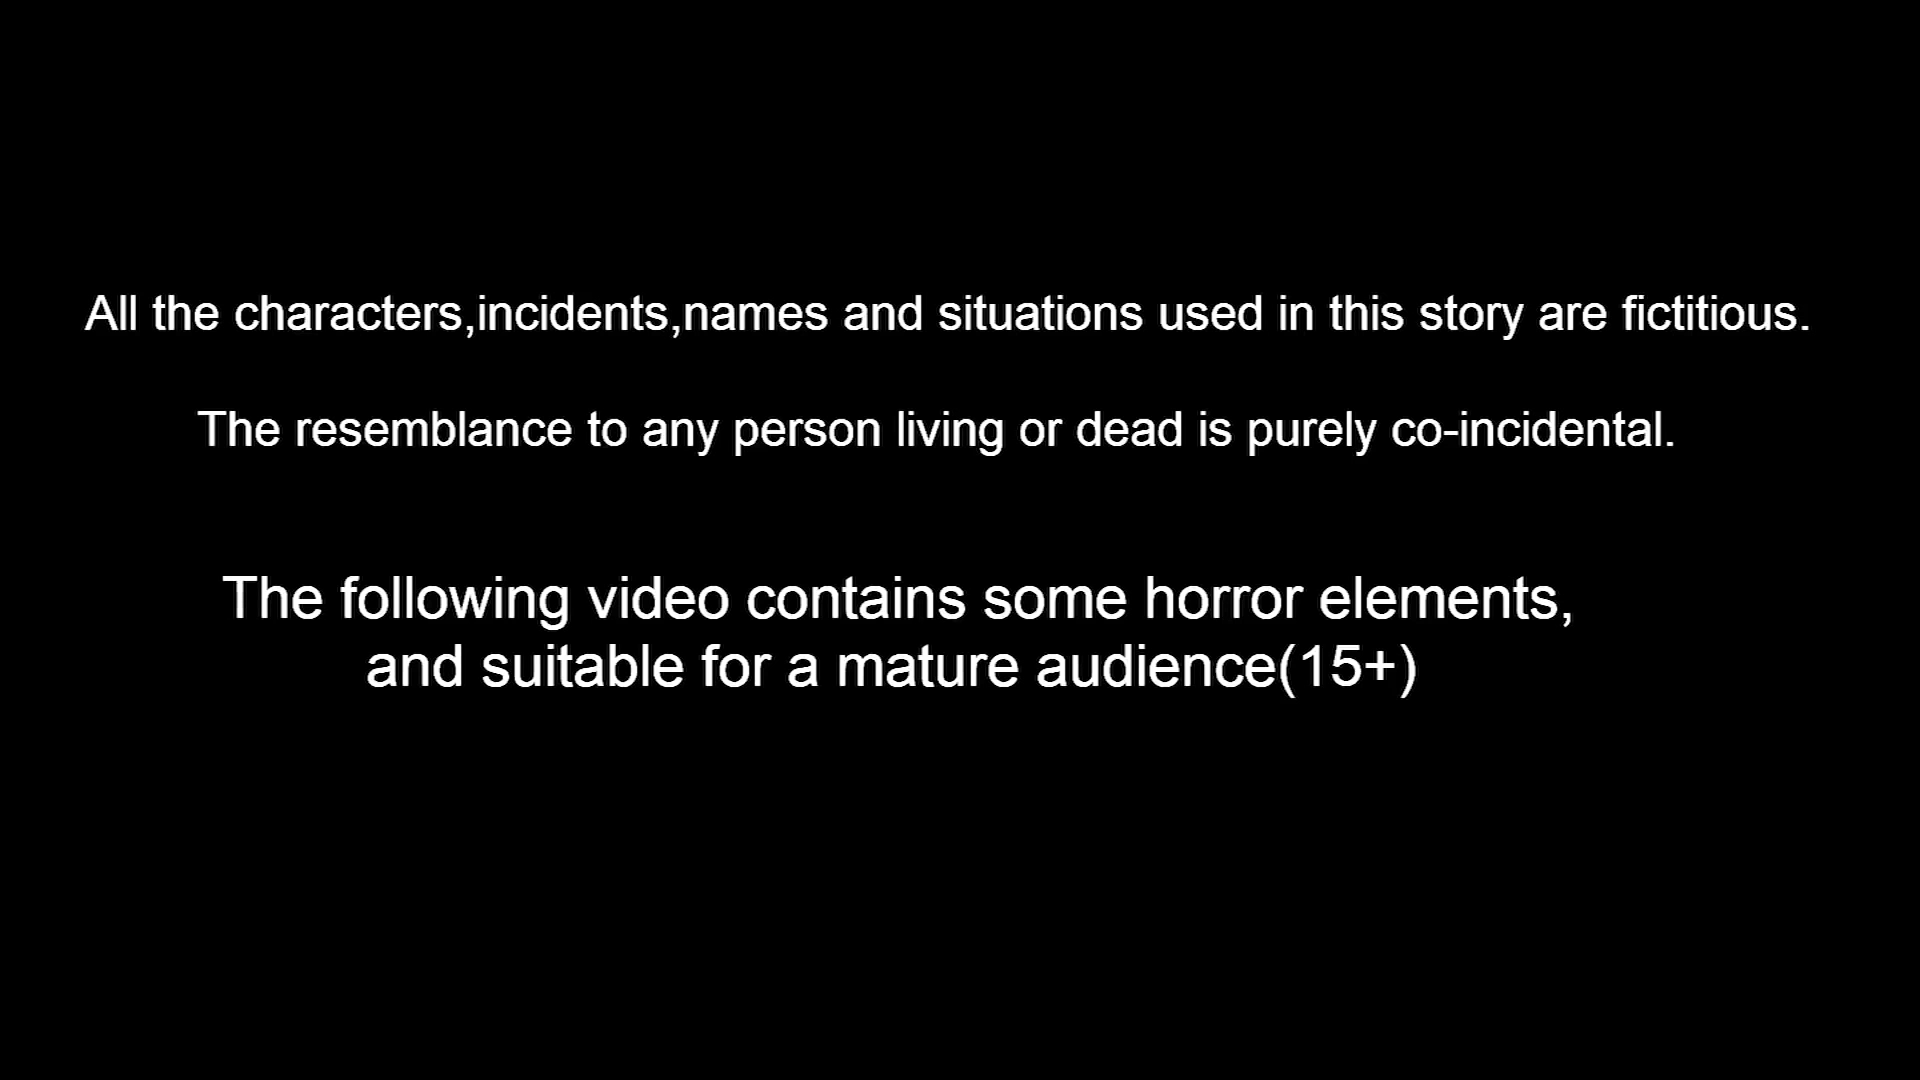 All the characters,incidents,names and situations used in this story are fictitious.
The resemblance to any person living or dead is purely co-incidental.
The following video contains some horror elements,
and suitable for a mature audience(15+)